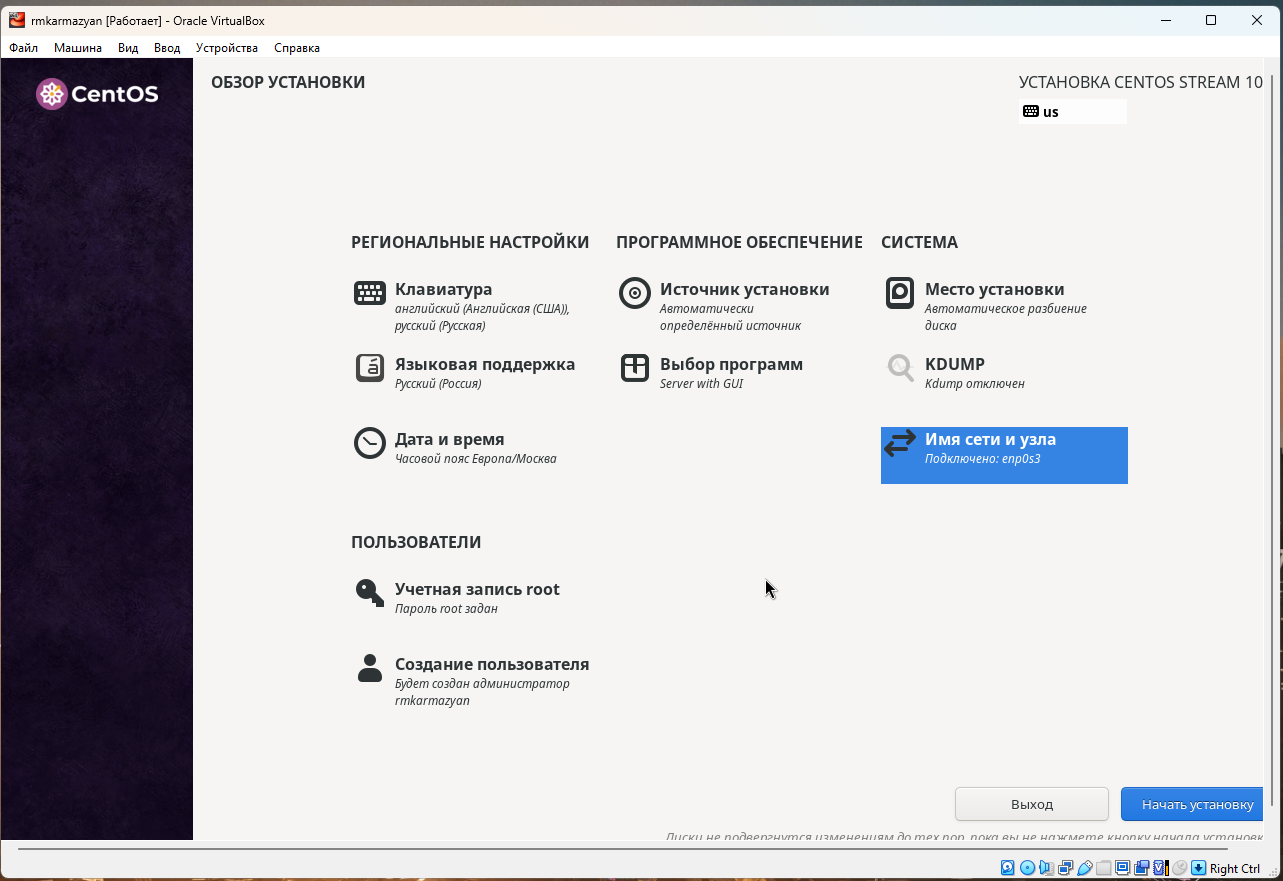 rmkarmazyan [Работает] - Oracle VirtualBox
Файл Машина Вид Ввод Устройства Справка
CentOS
ОБЗОР УСТАНОВКИ
УСТАНОВКА CENTOS STREAM 10
us
РЕГИОНАЛЬНЫЕ НАСТРОЙКИ
Клавиатура
английский (Английская (США)),
русский (Русская)
Языковая поддержка
Русский (Россия)
Дата и время
Часовой пояс Европа/Москва
ПРОГРАММНОЕ ОБЕСПЕЧЕНИЕ
Источник установки
Автоматически
определённый источник
Выбор программ
Server with GUI
СИСТЕМА
Место установки
Автоматическое разбиение
диска
KDUMP
Kdump отключен
Имя сети и узла
Подключено: enp0s3
ПОЛЬЗОВАТЕЛИ
Учетная запись root
Пароль root задан
Создание пользователя
Будет создан администратор
rmkarmazyan
Выход
Начать установку
Диски не подвергнутся изменениям до тех пор, пока вы не нажмете кнопку начала установк
Right Ctrl